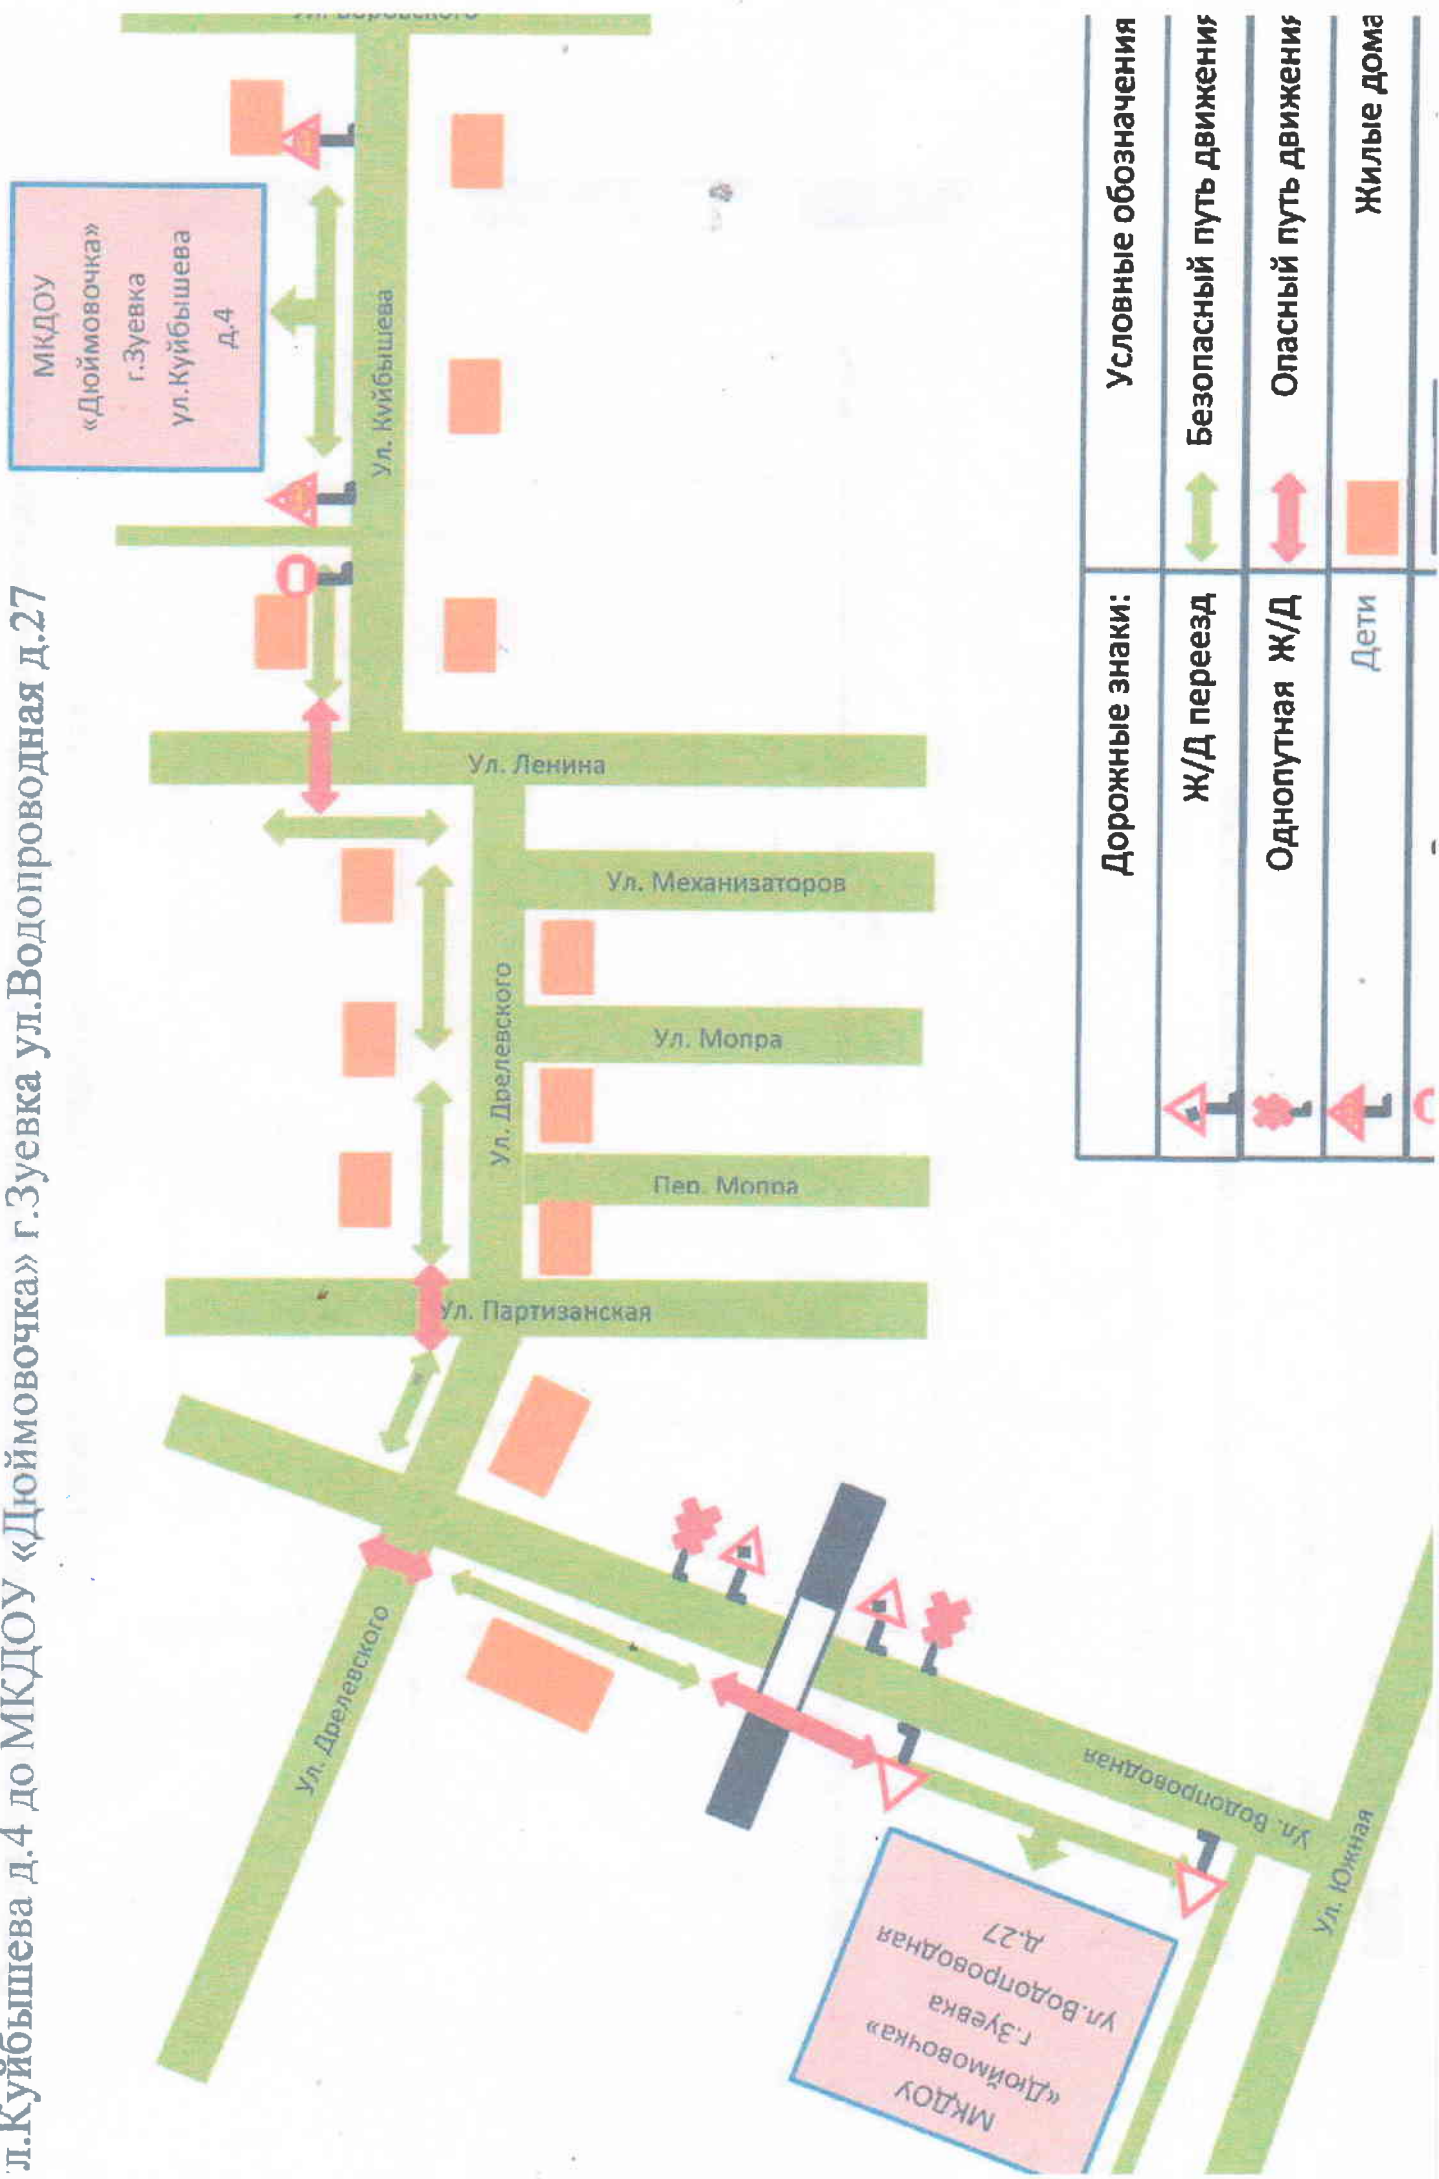 л.Куйбышева д.4 до МКДОУ «Дюймовочка» г.Зуевка ул.Водопроводная д.27
МКДОУ
«Дюймовочка»
г.Зуевка
ул.Куйбышева
д.4
Ул. Куйбышева
Ул. Ленина
Ул. Механизаторов
Ул. Дрелевского
Ул. Мопра
Пер. Мопра
Ул. Партизанская
Ул. Дрелевского
Ул. Водопроводная
Ул. Южная
МКДОУ
«Дюймовочка»
г.Зуевка
ул.Водопроводная
д.27
Дорожные знаки: Условные обозначения
Ж/Д переезд Безопасный путь движения
Однопутная Ж/Д Опасный путь движения
Дети Жилые дома